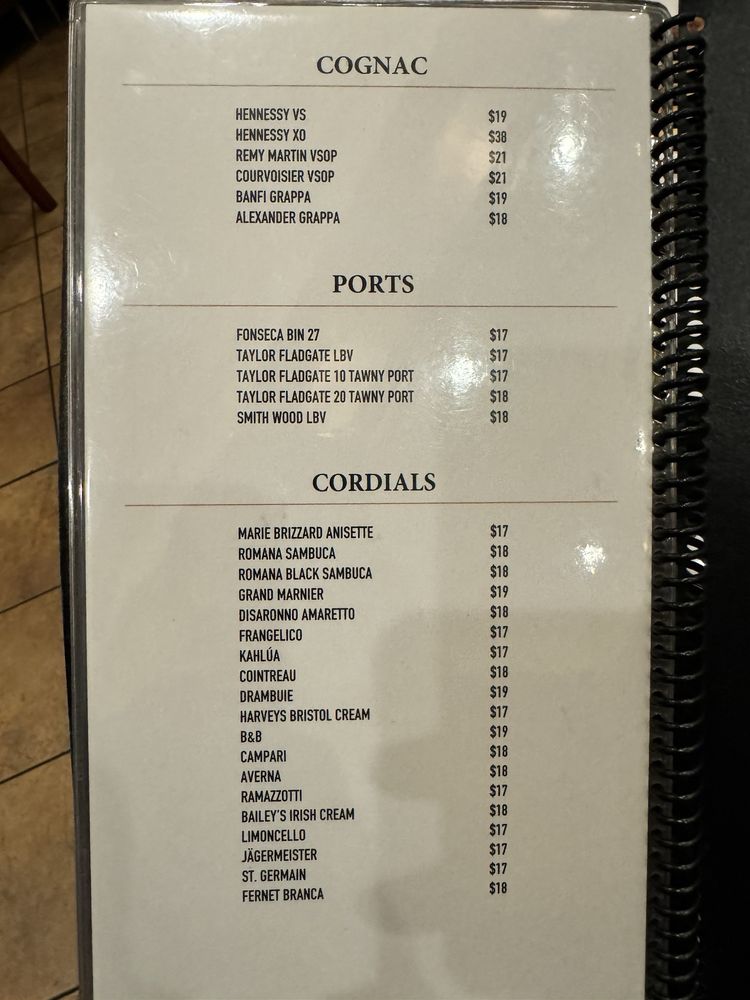 COGNAC
HENNESSY VS $19
HENNESSY XO $38
REMY MARTIN VSOP $21
COURVOISIER VSOP $21
BANFI GRAPPA $19
ALEXANDER GRAPPA $18
PORTS
FONSECA BIN 27 $17
TAYLOR FLADGATE LBV $17
TAYLOR FLADGATE 10 TAWNY PORT $17
TAYLOR FLADGATE 20 TAWNY PORT $18
SMITH WOOD LBV $18
CORDIALS
MARIE BRIZZARD ANISETTE $17
ROMANA SAMBUCA $18
ROMANA BLACK SAMBUCA $18
GRAND MARNIER $19
DISARONNO AMARETTO $18
FRANGELICO $17
KAHLÚA $17
COINTREAU $18
DRAMBUIE $19
HARVEYS BRISTOL CREAM $17
B&B $19
CAMPARI $18
AVERNA $18
RAMAZZOTTI $17
BAILEY'S IRISH CREAM $18
LIMONCELLO $17
JÄGERMEISTER $17
ST. GERMAIN $17
FERNET BRANCA $18